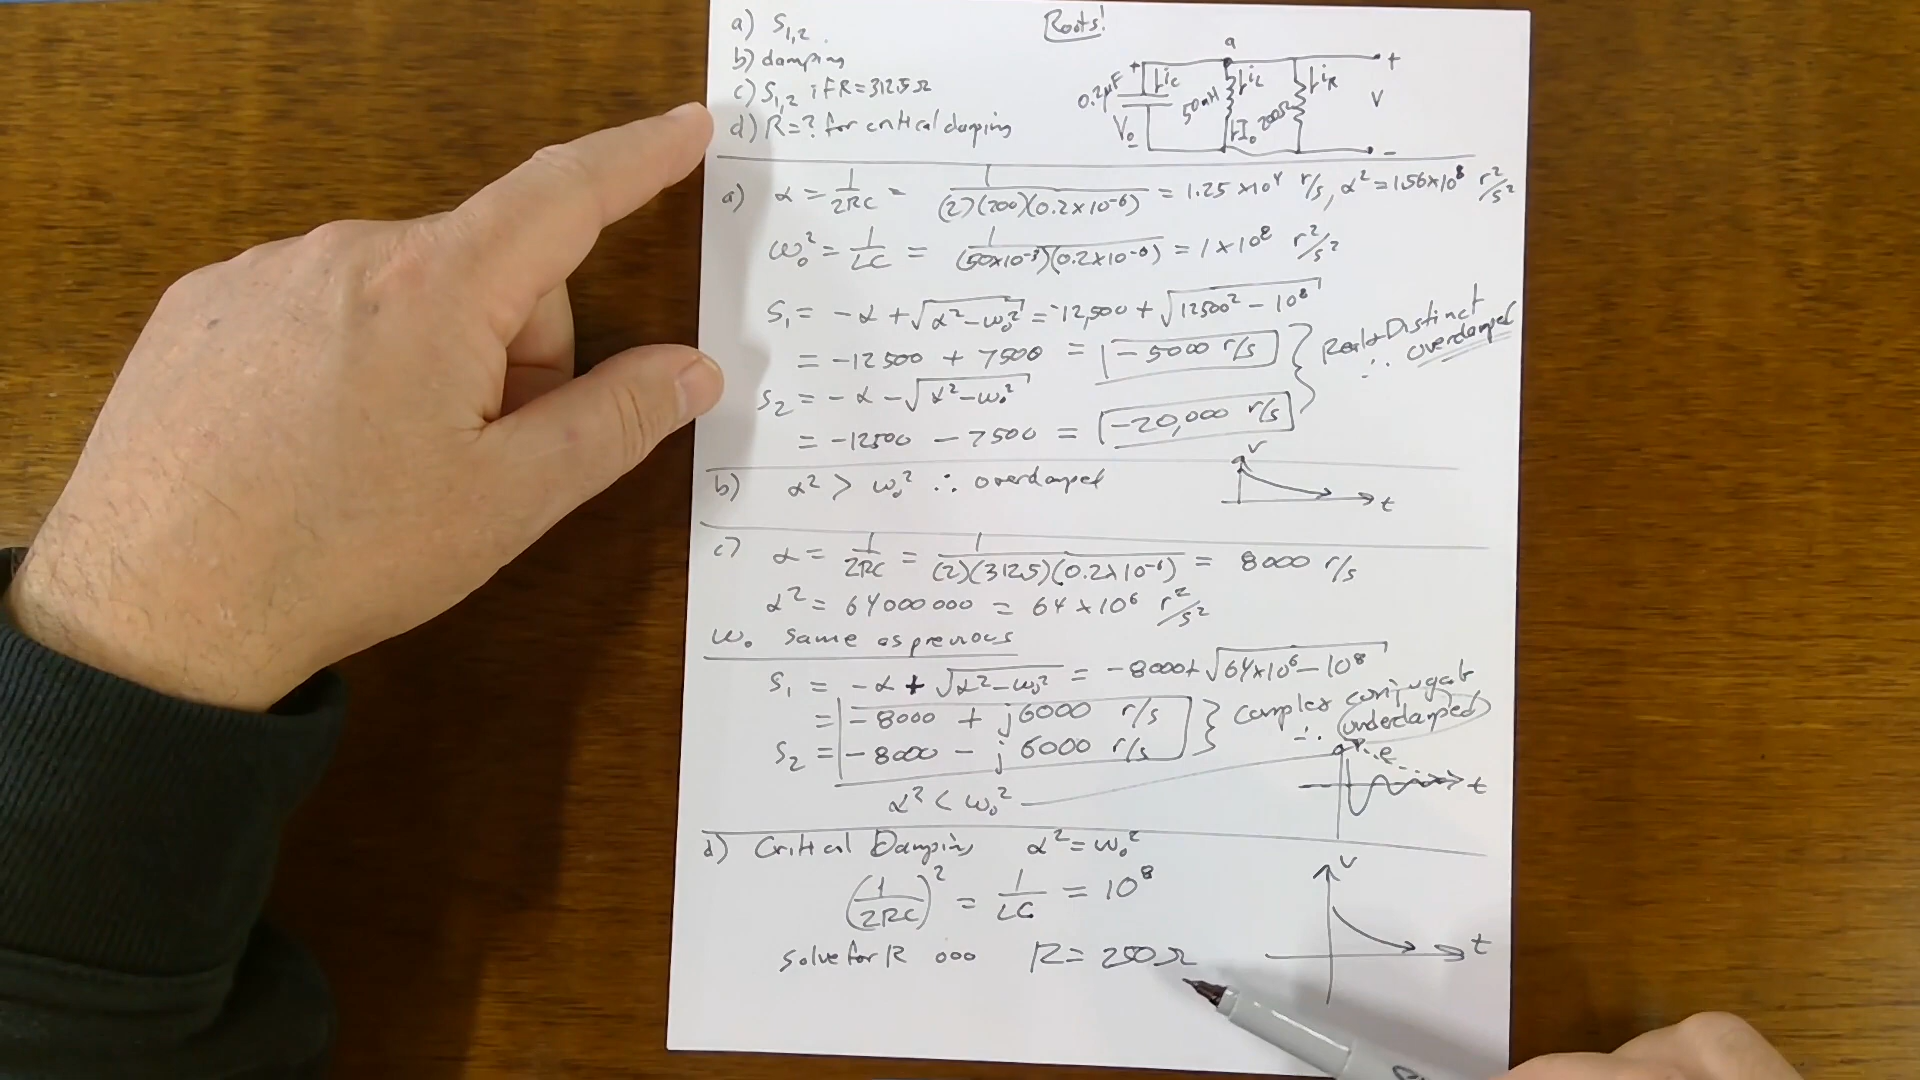 a) S₁,₂
Roots!
b) damping
c) S₁,₂ if R=312.5Ω
d) R=? for critical damping
a
+ ic iL iR +
0.2μF 50mH 200Ω V
V₀ I₀
−
a) α = 1/2RC = 1/(2)(200)(0.2×10⁻⁶) = 1.25×10⁴ r/s, α² = 1.56×10⁸ r²/s²
ω₀² = 1/LC = 1/(50×10⁻³)(0.2×10⁻⁶) = 1×10⁸ r²/s²
S₁ = -α + √α²-ω₀² = -12,500 + √12500² - 10⁸
= -12500 + 7500 = -5000 r/s
Real+Distinct
∴ overdamped
S₂ = -α - √α²-ω₀²
= -12500 - 7500 = -20,000 r/s
b) α² > ω₀² ∴ overdamped
V
t
c) α = 1/2RC = 1/(2)(312.5)(0.2×10⁻⁶) = 8000 r/s
α² = 64000000 = 64×10⁶ r²/s²
ω₀ same as previous
S₁ = -α + √α²-ω₀² = -8000+√64×10⁶-10⁸
= -8000 + j6000 r/s
S₂ = -8000 - j6000 r/s
complex conjugate
∴ underdamped
α² < ω₀²
t
d) Critical Damping α² = ω₀²
(1/2RC)² = 1/LC = 10⁸
solve for R ooo R = 250Ω
V
t